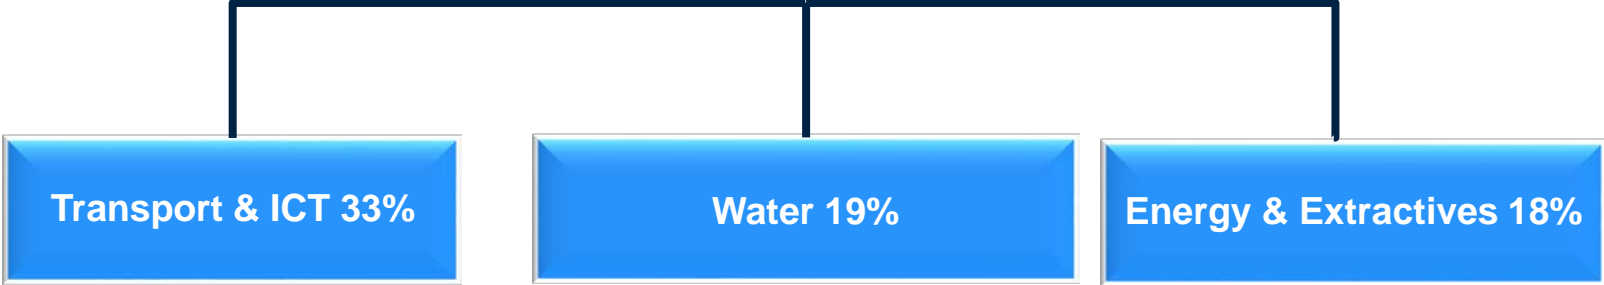 Transport & ICT 33%
Water 19%
Energy & Extractives 18%